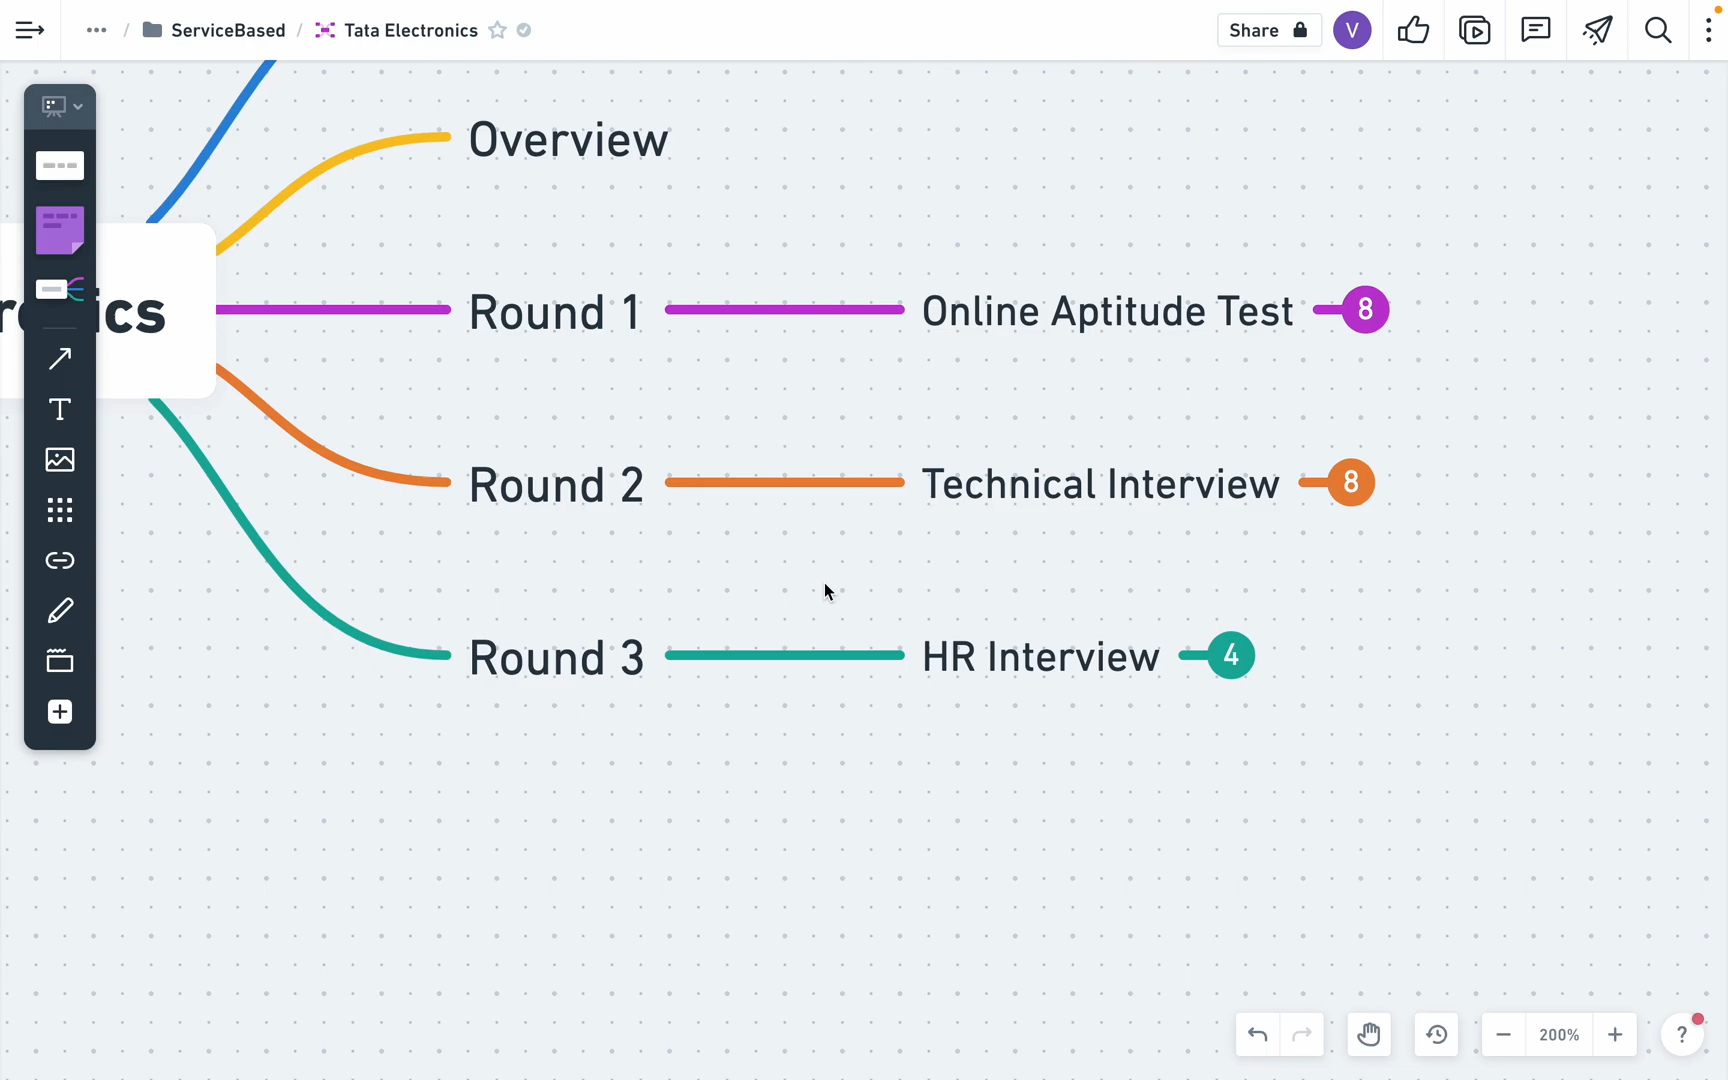 ... / ServiceBased / Tata Electronics
Share
V
Overview
ics
Round 1
Online Aptitude Test
8
Round 2
Technical Interview
8
Round 3
HR Interview
4
T
200%
?